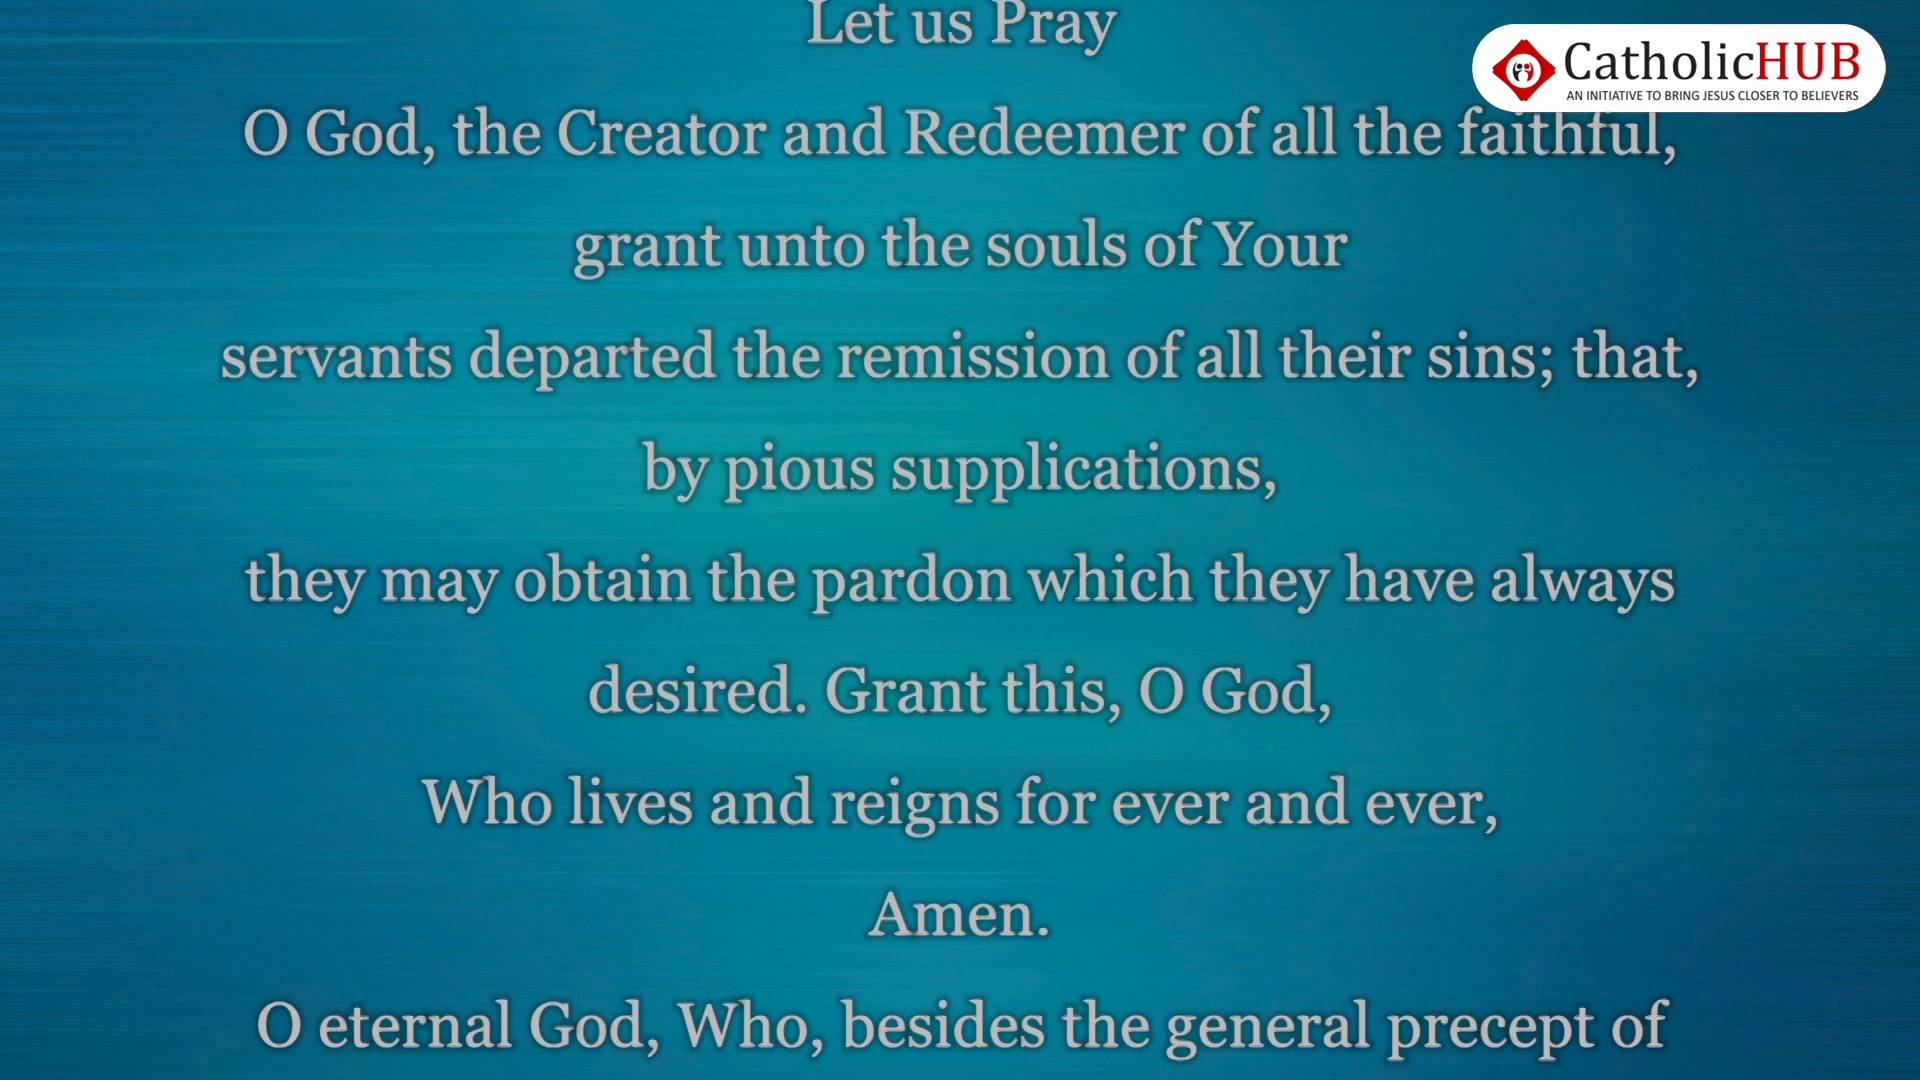 Let us Pray
CatholicHUB
AN INITIATIVE TO BRING JESUS CLOSER TO BELIEVERS
O God, the Creator and Redeemer of all the faithful,
grant unto the souls of Your
servants departed the remission of all their sins; that,
by pious supplications,
they may obtain the pardon which they have always
desired. Grant this, O God,
Who lives and reigns for ever and ever,
Amen.
O eternal God, Who, besides the general precept of